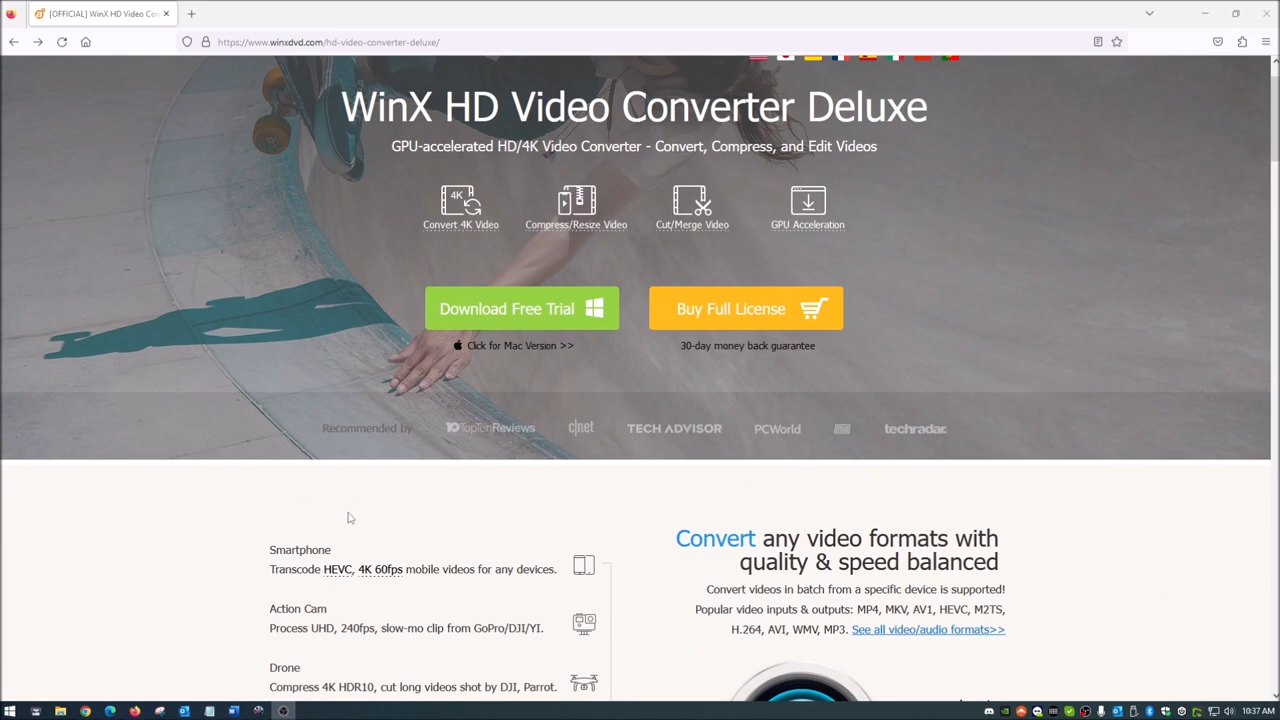 [OFFICIAL] WinX HD Video Con
https://www.winxdvd.com/hd-video-converter-deluxe/
WinX HD Video Converter Deluxe
GPU-accelerated HD/4K Video Converter - Convert, Compress, and Edit Videos
4K
Convert 4K Video
Compress/Resize Video
Cut/Merge Video
GPU Acceleration
Download Free Trial
Buy Full License
Click for Mac Version >>
30-day money back guarantee
Recommended by
10TopTen Reviews
c|net
TECH ADVISOR
PCWorld
techradar.
Smartphone
Transcode HEVC, 4K 60fps mobile videos for any devices.
Action Cam
Process UHD, 240fps, slow-mo clip from GoPro/DJI/YI.
Drone
Compress 4K HDR10, cut long videos shot by DJI, Parrot.
Convert any video formats with
quality & speed balanced
Convert videos in batch from a specific device is supported!
Popular video inputs & outputs: MP4, MKV, AV1, HEVC, M2TS,
H.264, AVI, WMV, MP3. See all video/audio formats>>
10:37 AM